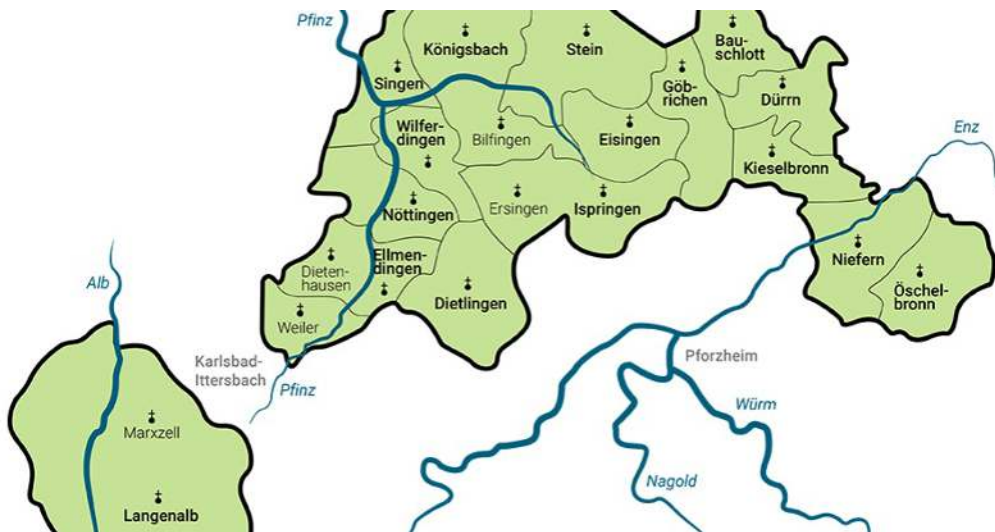 Pfinz
Königsbach
Stein
Bau-
schlott
Singen
Göb-
richen
Dürrn
Wilfer-
dingen
Bilfingen
Eisingen
Enz
Kieselbronn
Nöttingen
Ersingen
Ispringen
Dieten-
hausen
Ellmen-
dingen
Niefern
Alb
Dietlingen
Öschel-
bronn
Weiler
Karlsbad-
Ittersbach
Pfinz
Pforzheim
Würm
Marxzell
Nagold
Langenalb